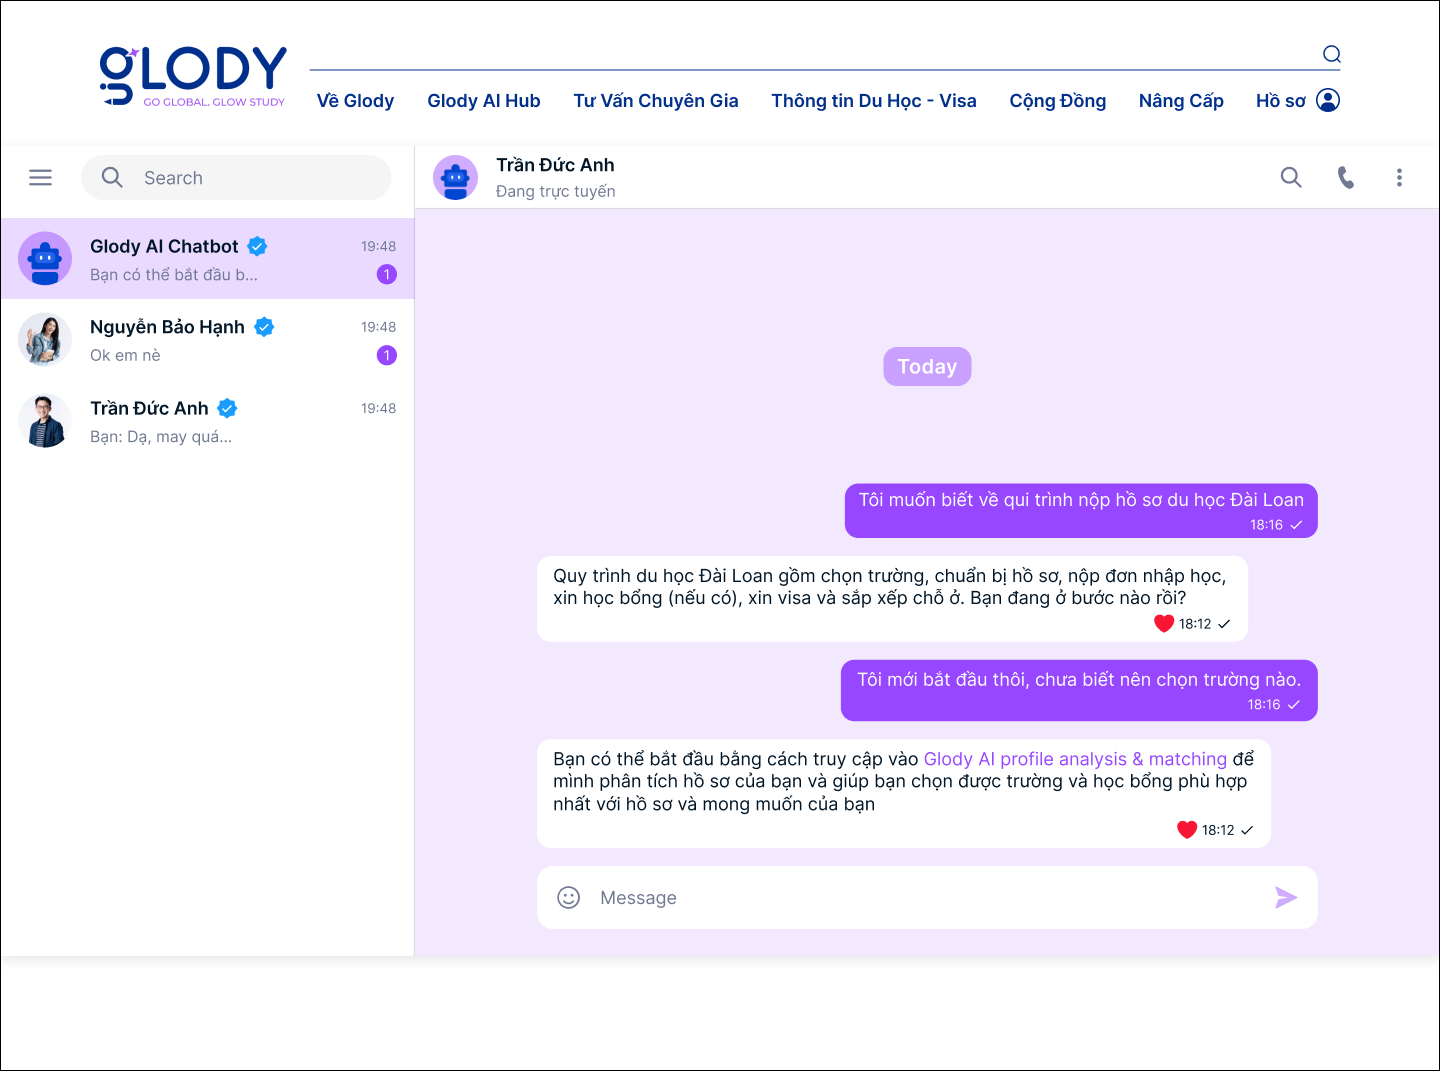 gLODY
GO GLOBAL. GLOW STUDY
Về Glody
Glody AI Hub
Tư Vấn Chuyên Gia
Thông tin Du Học - Visa
Cộng Đồng
Nâng Cấp
Hồ sơ
Search
Glody AI Chatbot
19:48
Bạn có thể bắt đầu b...
1
Nguyễn Bảo Hạnh
19:48
Ok em nè
1
Trần Đức Anh
19:48
Bạn: Dạ, may quá...
Trần Đức Anh
Đang trực tuyến
Today
Tôi muốn biết về qui trình nộp hồ sơ du học Đài Loan
18:16
Quy trình du học Đài Loan gồm chọn trường, chuẩn bị hồ sơ, nộp đơn nhập học,
xin học bổng (nếu có), xin visa và sắp xếp chỗ ở. Bạn đang ở bước nào rồi?
18:12
Tôi mới bắt đầu thôi, chưa biết nên chọn trường nào.
18:16
Bạn có thể bắt đầu bằng cách truy cập vào Glody AI profile analysis & matching để
mình phân tích hồ sơ của bạn và giúp bạn chọn được trường và học bổng phù hợp
nhất với hồ sơ và mong muốn của bạn
18:12
Message